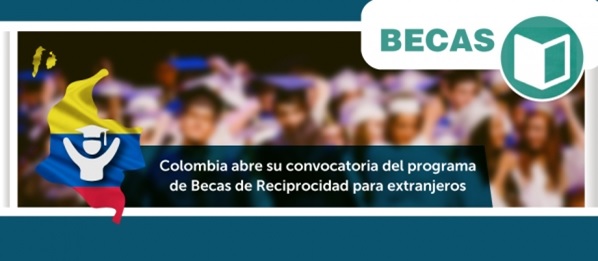 BECAS
Colombia abre su convocatoria del programa
de Becas de Reciprocidad para extranjeros